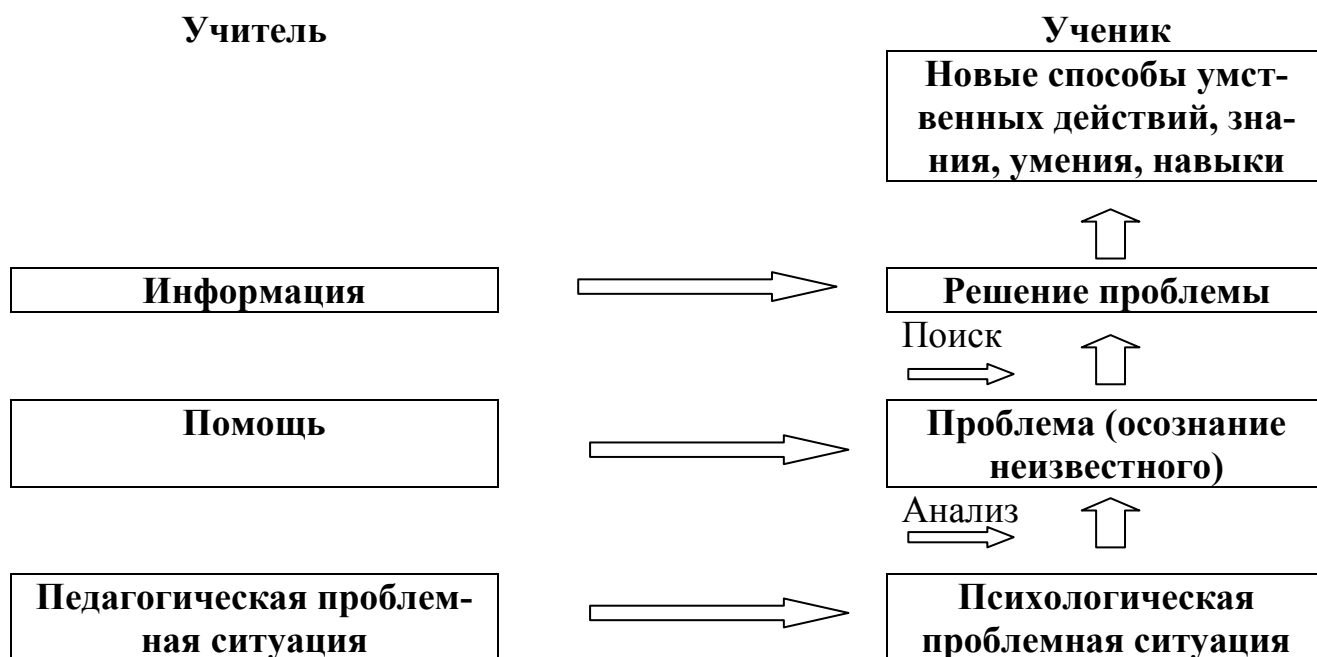 Учитель Ученик
Новые способы умст-
венных действий, зна-
ния, умения, навыки
Информация Решение проблемы
Поиск
Помощь Проблема (осознание
неизвестного)
Анализ
Педагогическая проблем- Психологическая
ная ситуация проблемная ситуация